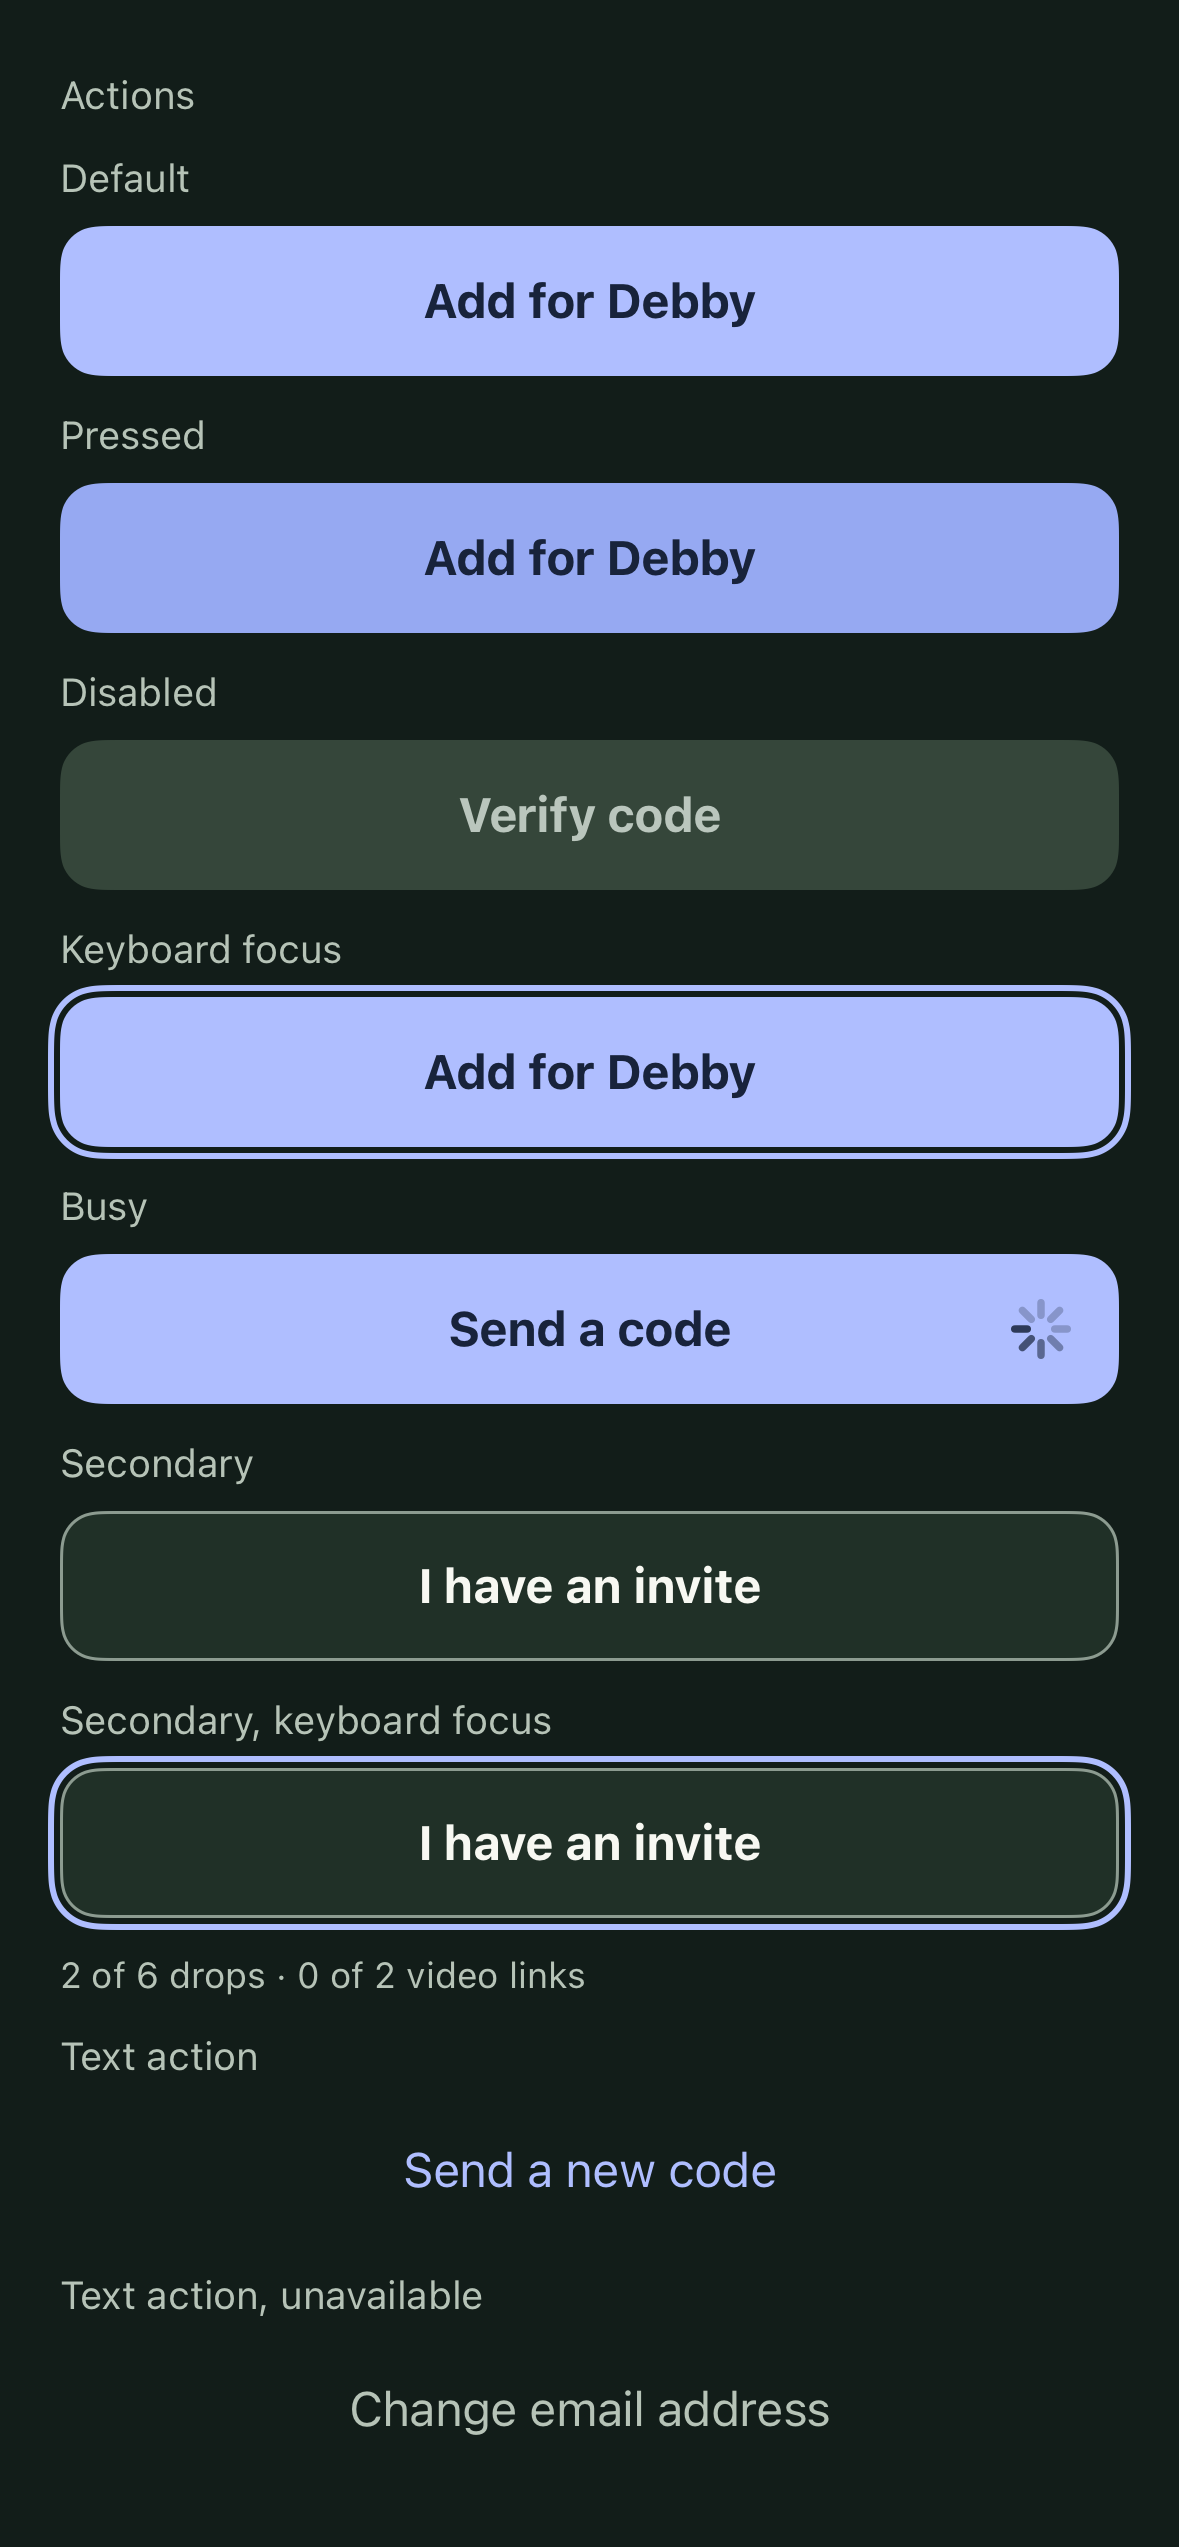 Actions
Default
Add for Debby
Pressed
Add for Debby
Disabled
Verify code
Keyboard focus
Add for Debby
Busy
Send a code
Secondary
I have an invite
Secondary, keyboard focus
I have an invite
2 of 6 drops · 0 of 2 video links
Text action
Send a new code
Text action, unavailable
Change email address